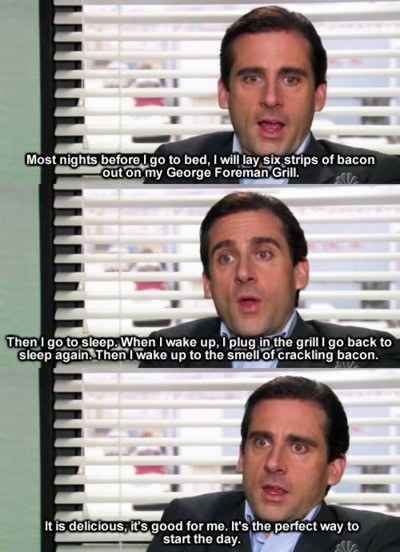 Most nights before I go to bed, I will lay six strips of bacon
out on my George Foreman Grill.
Then I go to sleep. When I wake up, I plug in the grill I go back to
sleep again. Then I wake up to the smell of crackling bacon.
It is delicious, it's good for me. It's the perfect way to
start the day.